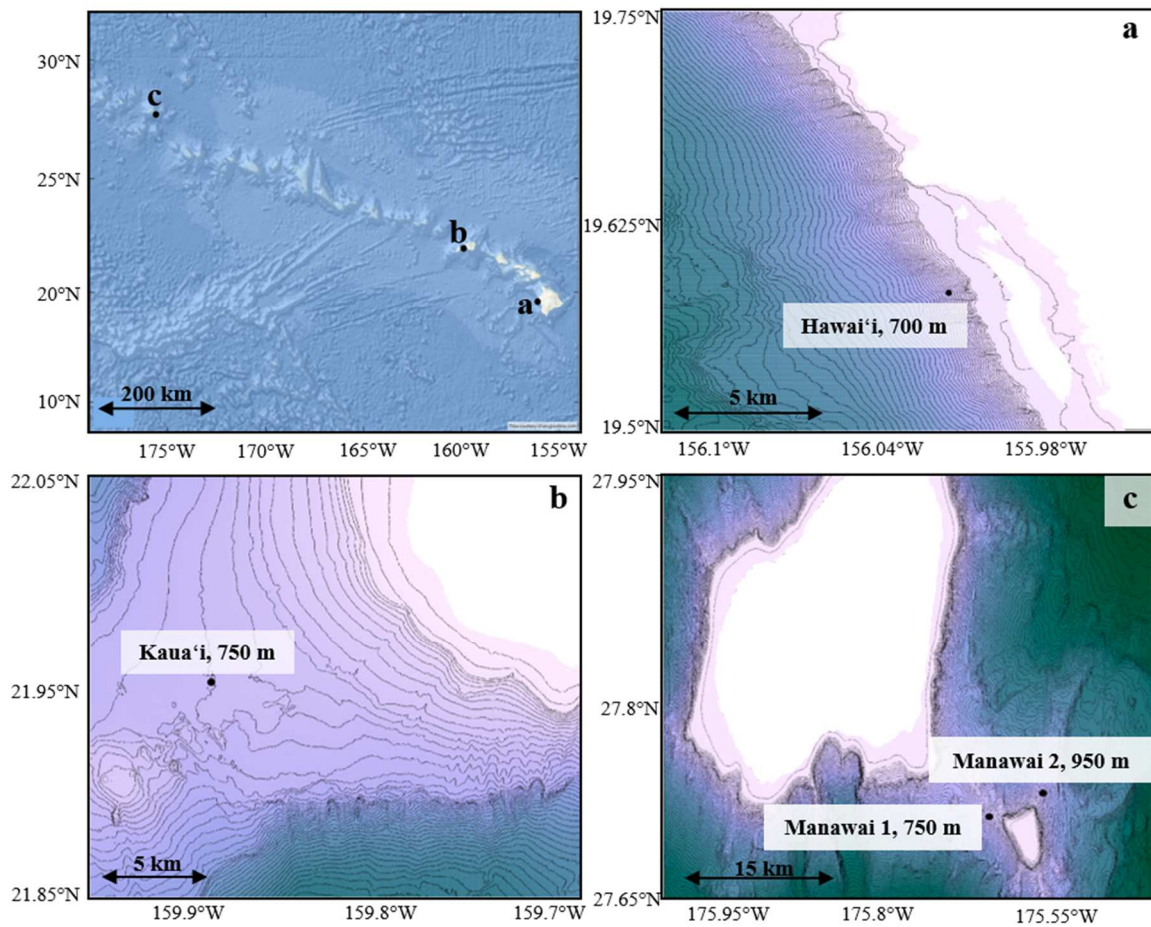 30°N
25°N
20°N
10°N
c
b
a
200 km
175°W
170°W
165°W
160°W
155°W
19.75°N
19.625°N
19.5°N
a
Hawai‘i, 700 m
5 km
156.1°W
156.04°W
155.98°W
22.05°N
21.95°N
21.85°N
b
Kaua‘i, 750 m
5 km
159.9°W
159.8°W
159.7°W
27.95°N
27.8°N
27.65°N
c
Manawai 2, 950 m
Manawai 1, 750 m
15 km
175.95°W
175.8°W
175.55°W